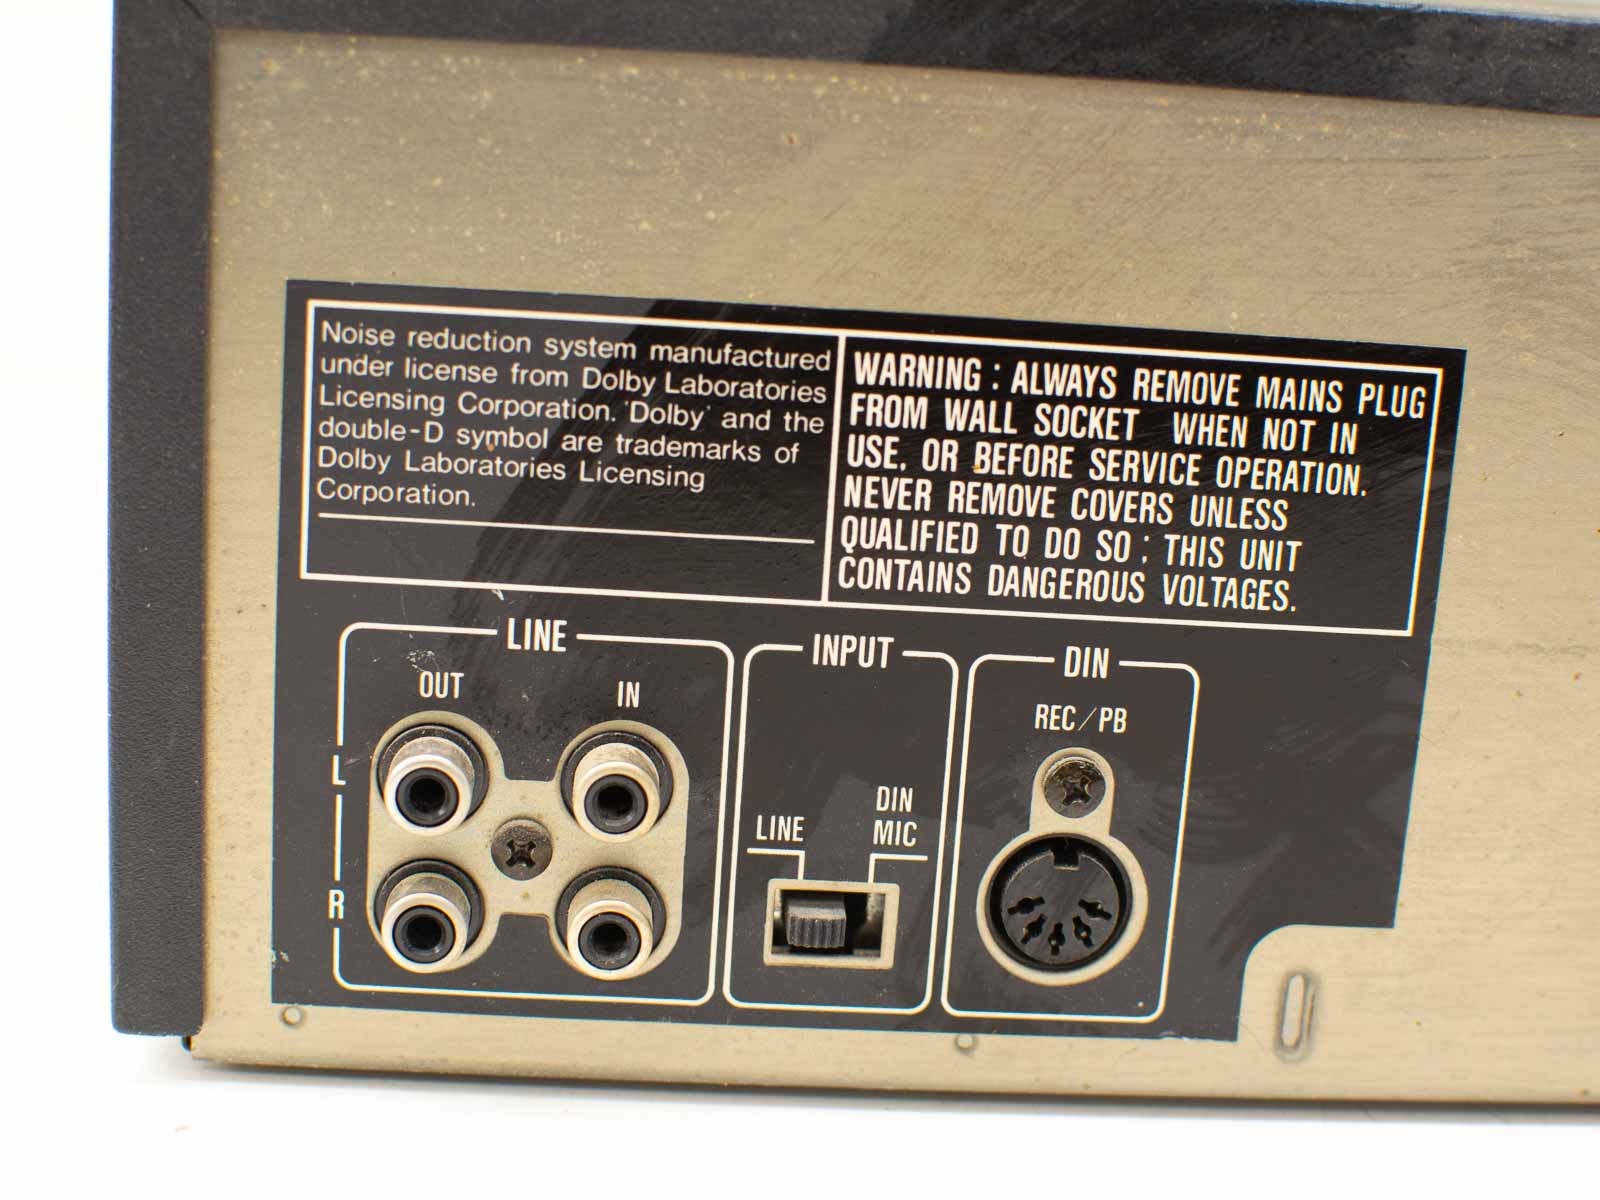 Noise reduction system manufactured
under license from Dolby Laboratories
Licensing Corporation. 'Dolby' and the
double-D symbol are trademarks of
Dolby Laboratories Licensing
Corporation.
WARNING : ALWAYS REMOVE MAINS PLUG
FROM WALL SOCKET WHEN NOT IN
USE, OR BEFORE SERVICE OPERATION.
NEVER REMOVE COVERS UNLESS
QUALIFIED TO DO SO : THIS UNIT
CONTAINS DANGEROUS VOLTAGES.
LINE
OUT IN
L
R
INPUT
LINE
DIN
MIC
DIN
REC/PB